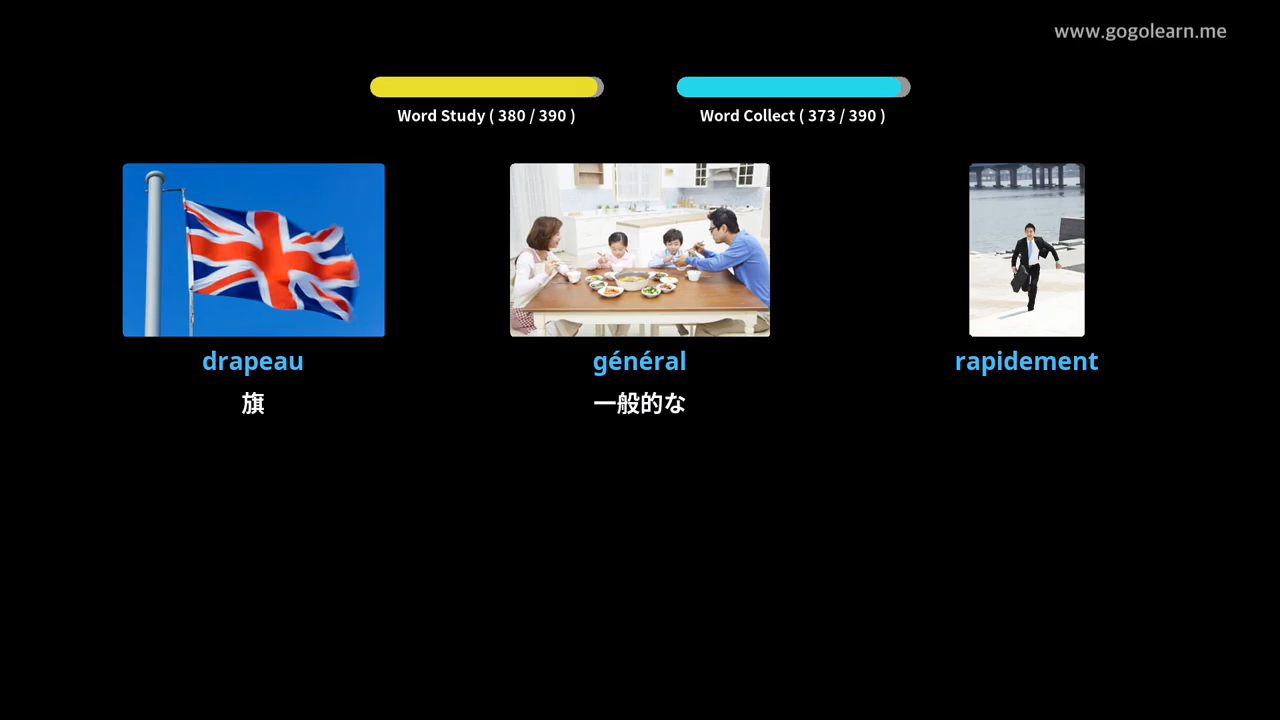 www.gogolearn.me
Word Study ( 380 / 390 )
Word Collect ( 373 / 390 )
drapeau
général
rapidement
旗
一般的な